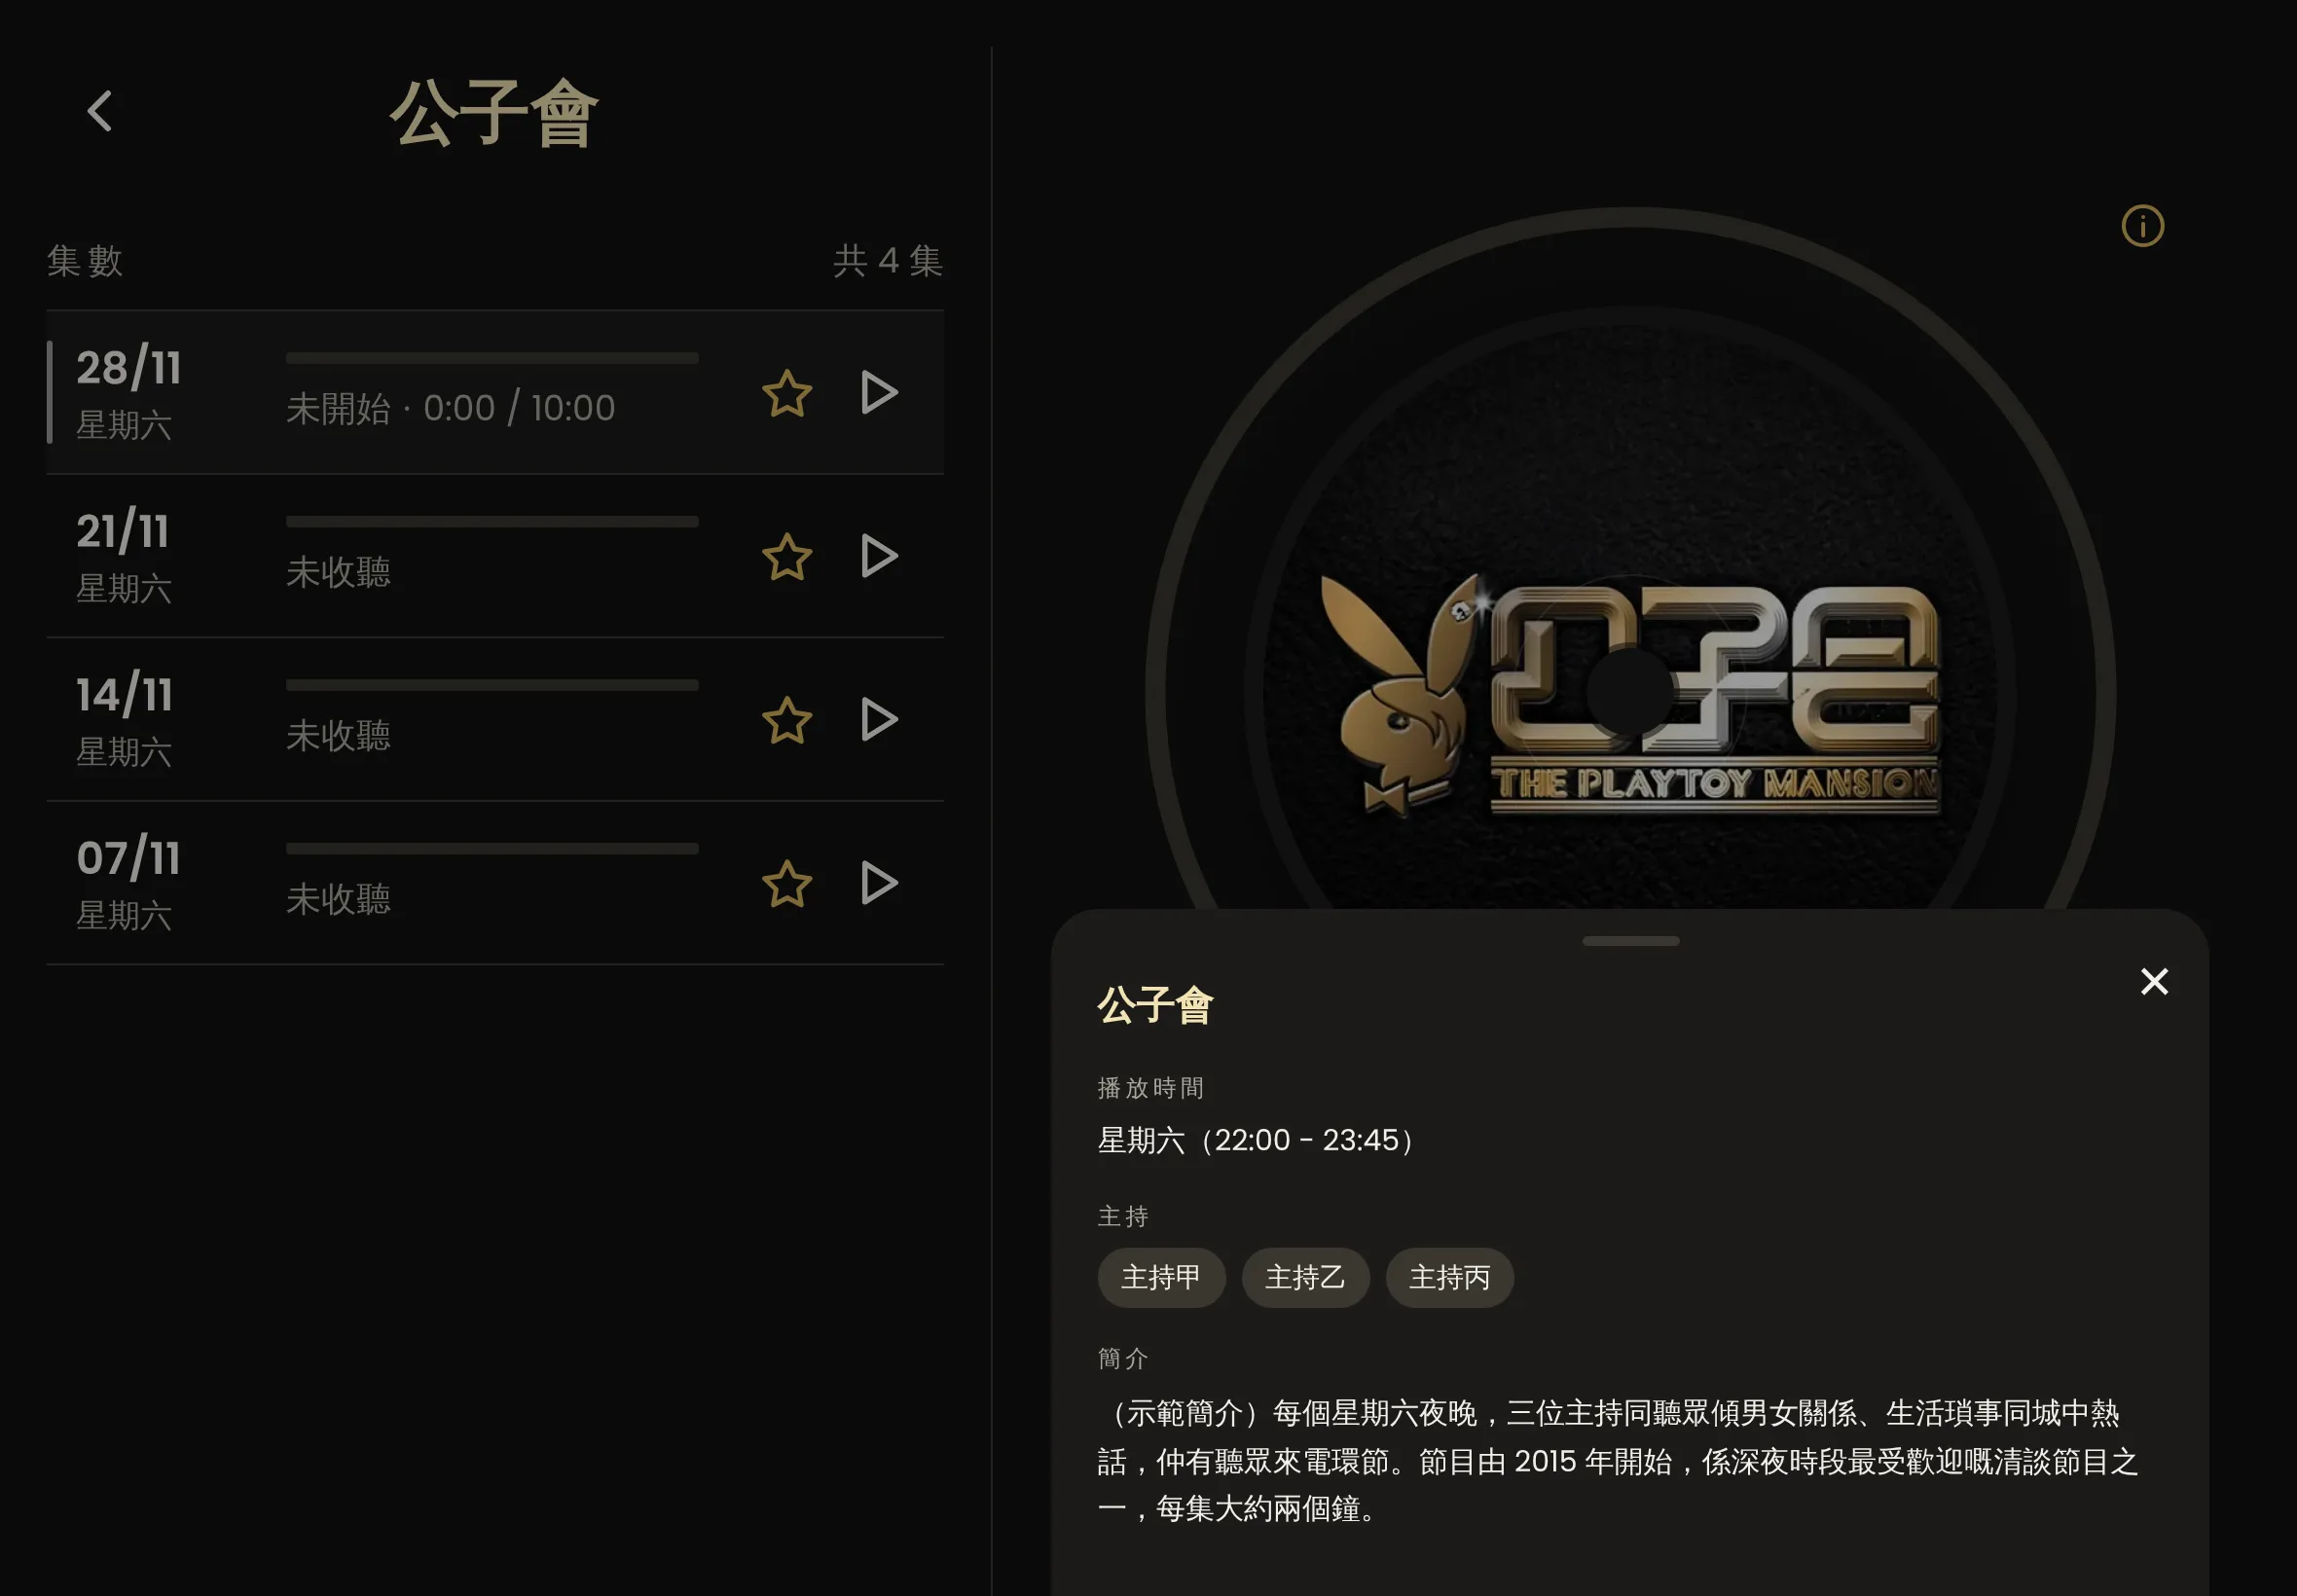 公子會
集數
共 4 集
28/11
星期六
未開始 · 0:00 / 10:00
21/11
星期六
未收聽
14/11
星期六
未收聽
07/11
星期六
未收聽
THE PLAYTOY MANSION
公子會
播放時間
星期六（22:00 - 23:45）
主持
主持甲
主持乙
主持丙
簡介
（示範簡介）每個星期六夜晚，三位主持同聽眾傾男女關係、生活瑣事同城中熱
話，仲有聽眾來電環節。節目由 2015 年開始，係深夜時段最受歡迎嘅清談節目之
一，每集大約兩個鐘。